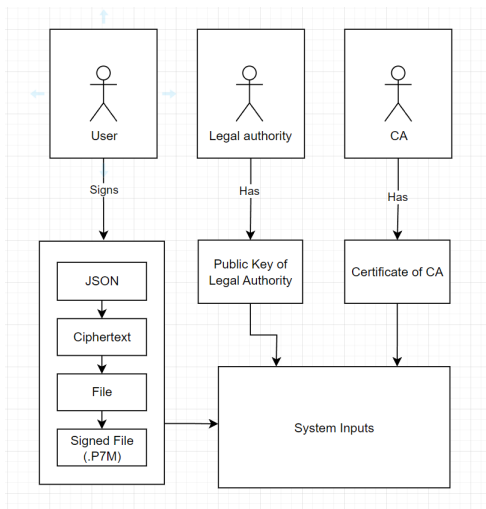 User
Legal authority
CA
Signs
Has
Has
JSON
Ciphertext
File
Signed File
(.P7M)
Public Key of
Legal Authority
Certificate of CA
System Inputs